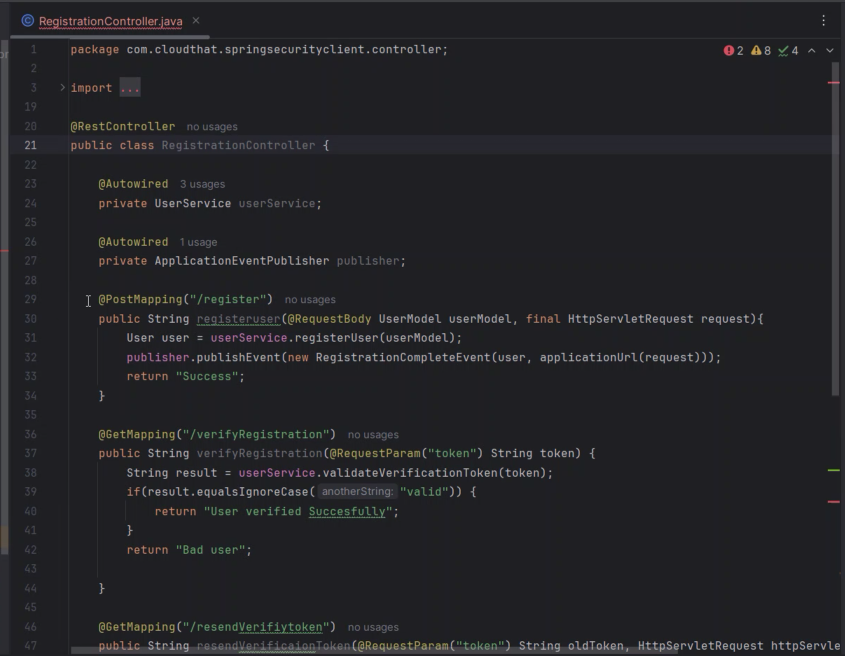 RegistrationController.java
1 package com.cloudthat.springsecurityclient.controller; 2 8 4
2
3 import ...
19
20 @RestController no usages
21 public class RegistrationController {
22
23 @Autowired 3 usages
24 private UserService userService;
25
26 @Autowired 1 usage
27 private ApplicationEventPublisher publisher;
28
29 @PostMapping("/register") no usages
30 public String registeruser(@RequestBody UserModel userModel, final HttpServletRequest request){
31 User user = userService.registerUser(userModel);
32 publisher.publishEvent(new RegistrationCompleteEvent(user, applicationUrl(request)));
33 return "Success";
34 }
35
36 @GetMapping("/verifyRegistration") no usages
37 public String verifyRegistration(@RequestParam("token") String token) {
38 String result = userService.validateVerificationToken(token);
39 if(result.equalsIgnoreCase( anotherString: "valid")) {
40 return "User verified Succesfully";
41 }
42 return "Bad user";
43
44 }
45
46 @GetMapping("/resendVerifiytoken") no usages
47 public String resendVerificaionToken(@RequestParam("token") String oldToken, HttpServletRequest httpServle